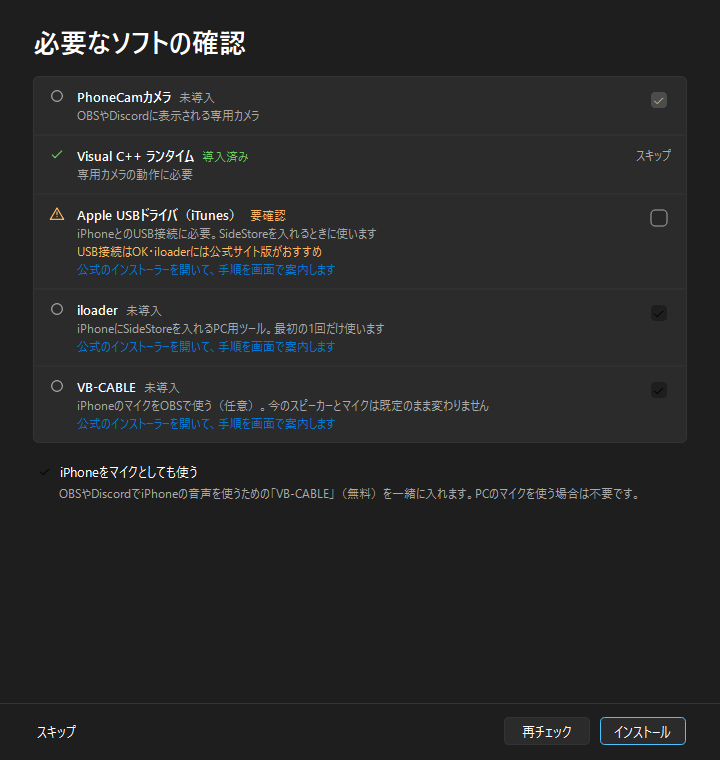 必要なソフトの確認
PhoneCamカメラ 未導入
OBSやDiscordに表示される専用カメラ
Visual C++ ランタイム 導入済み
スキップ
専用カメラの動作に必要
Apple USBドライバ（iTunes） 要確認
iPhoneとのUSB接続に必要。SideStoreを入れるときに使います
USB接続はOK・iloaderには公式サイト版がおすすめ
公式のインストーラーを開いて、手順を画面で案内します
iloader 未導入
iPhoneにSideStoreを入れるPC用ツール。最初の1回だけ使います
公式のインストーラーを開いて、手順を画面で案内します
VB-CABLE 未導入
iPhoneのマイクをOBSで使う（任意）。今のスピーカーとマイクは既定のまま変わりません
公式のインストーラーを開いて、手順を画面で案内します
iPhoneをマイクとしても使う
OBSやDiscordでiPhoneの音声を使うための「VB-CABLE」（無料）を一緒に入れます。PCのマイクを使う場合は不要です。
スキップ 再チェック インストール